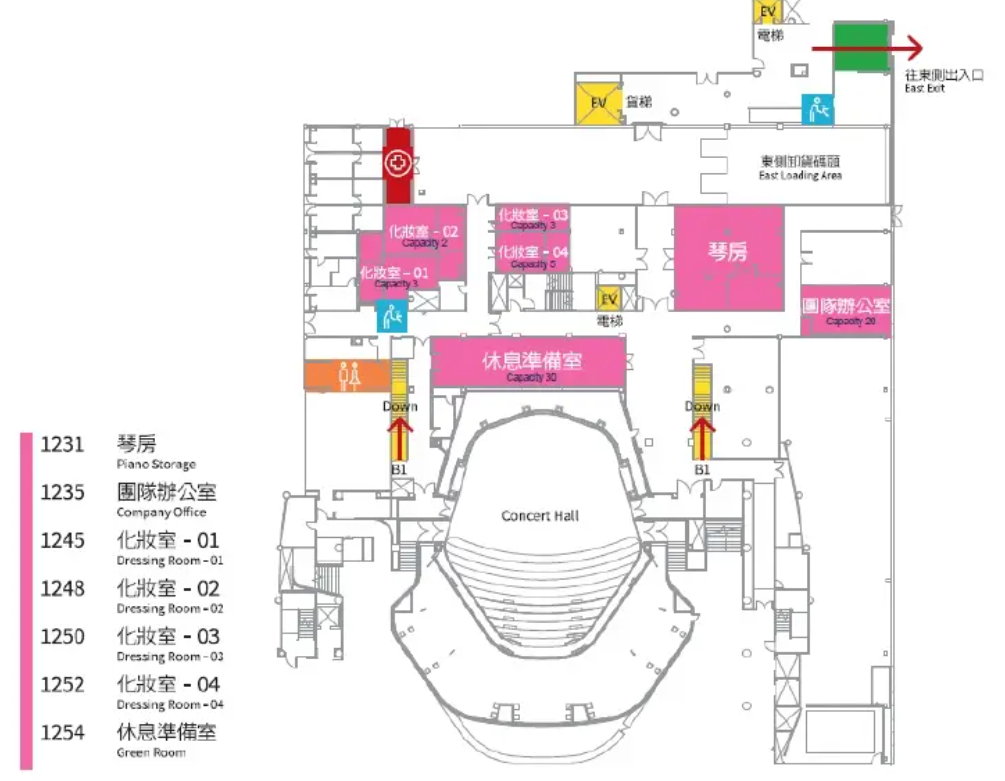 EV
電梯
往東側出入口
East Exit
EV
貨梯
東側卸貨碼頭
East Loading Area
化妝室 - 02
Capacity 2
化妝室 - 03
Capacity 3
化妝室 - 04
Capacity 5
琴房
化妝室 - 01
Capacity 3
EV
電梯
團隊辦公室
Capacity 20
休息準備室
Capacity 30
Down
B1
Down
B1
Concert Hall
1231 琴房
Piano Storage
1235 團隊辦公室
Company Office
1245 化妝室 - 01
Dressing Room - 01
1248 化妝室 - 02
Dressing Room - 02
1250 化妝室 - 03
Dressing Room - 03
1252 化妝室 - 04
Dressing Room - 04
1254 休息準備室
Green Room